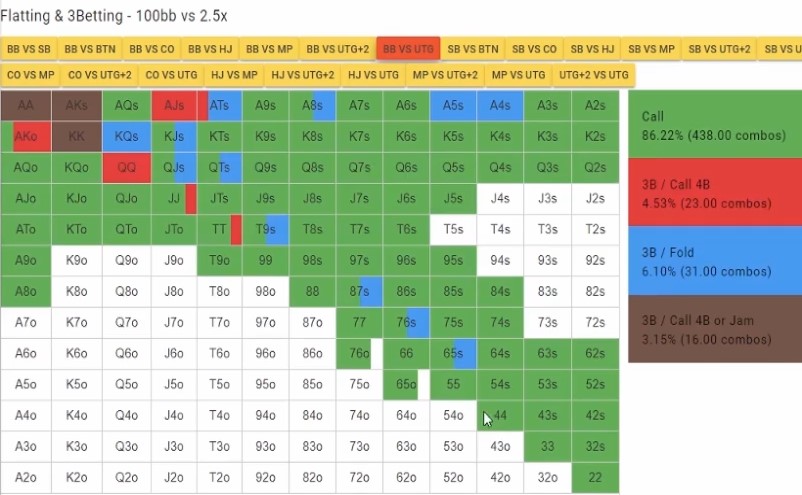 Flatting & 3Betting - 100bb vs 2.5x
BB VS SB BB VS BTN BB VS CO BB VS HJ BB VS MP BB VS UTG+2 BB VS UTG SB VS BTN SB VS CO SB VS HJ SB VS MP SB VS UTG+2 SB VS U
CO VS MP CO VS UTG+2 CO VS UTG HJ VS MP HJ VS UTG+2 HJ VS UTG MP VS UTG+2 MP VS UTG UTG+2 VS UTG
AA AKs AQs AJs ATs A9s A8s A7s A6s A5s A4s A3s A2s
AKo KK KQs KJs KTs K9s K8s K7s K6s K5s K4s K3s K2s
AQo KQo QQ QJs QTs Q9s Q8s Q7s Q6s Q5s Q4s Q3s Q2s
AJo KJo QJo JJ JTs J9s J8s J7s J6s J5s J4s J3s J2s
ATo KTo QTo JTo TT T9s T8s T7s T6s T5s T4s T3s T2s
A9o K9o Q9o J9o T9o 99 98s 97s 96s 95s 94s 93s 92s
A8o K8o Q8o J8o T8o 98o 88 87s 86s 85s 84s 83s 82s
A7o K7o Q7o J7o T7o 97o 87o 77 76s 75s 74s 73s 72s
A6o K6o Q6o J6o T6o 96o 86o 76o 66 65s 64s 63s 62s
A5o K5o Q5o J5o T5o 95o 85o 75o 65o 55 54s 53s 52s
A4o K4o Q4o J4o T4o 94o 84o 74o 64o 54o 44 43s 42s
A3o K3o Q3o J3o T3o 93o 83o 73o 63o 53o 43o 33 32s
A2o K2o Q2o J2o T2o 92o 82o 72o 62o 52o 42o 32o 22
Call
86.22% (438.00 combos)
3B / Call 4B
4.53% (23.00 combos)
3B / Fold
6.10% (31.00 combos)
3B / Call 4B or Jam
3.15% (16.00 combos)